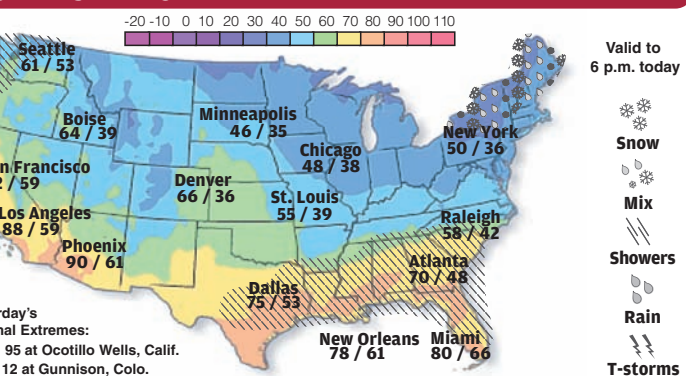 -20 -10 0 10 20 30 40 50 60 70 80 90 100 110
Valid to
6 p.m. today
Snow
Mix
Showers
Rain
T-storms
Seattle
61 / 53
Boise
64 / 39
Minneapolis
46 / 35
New York
50 / 36
Chicago
48 / 38
n Francisco
/ 59
Denver
66 / 36
St. Louis
55 / 39
Los Angeles
88 / 59
Raleigh
58 / 42
Phoenix
90 / 61
Atlanta
70 / 48
Dallas
75 / 53
New Orleans
78 / 61
Miami
80 / 66
rday's
nal Extremes:
95 at Ocotillo Wells, Calif.
12 at Gunnison, Colo.